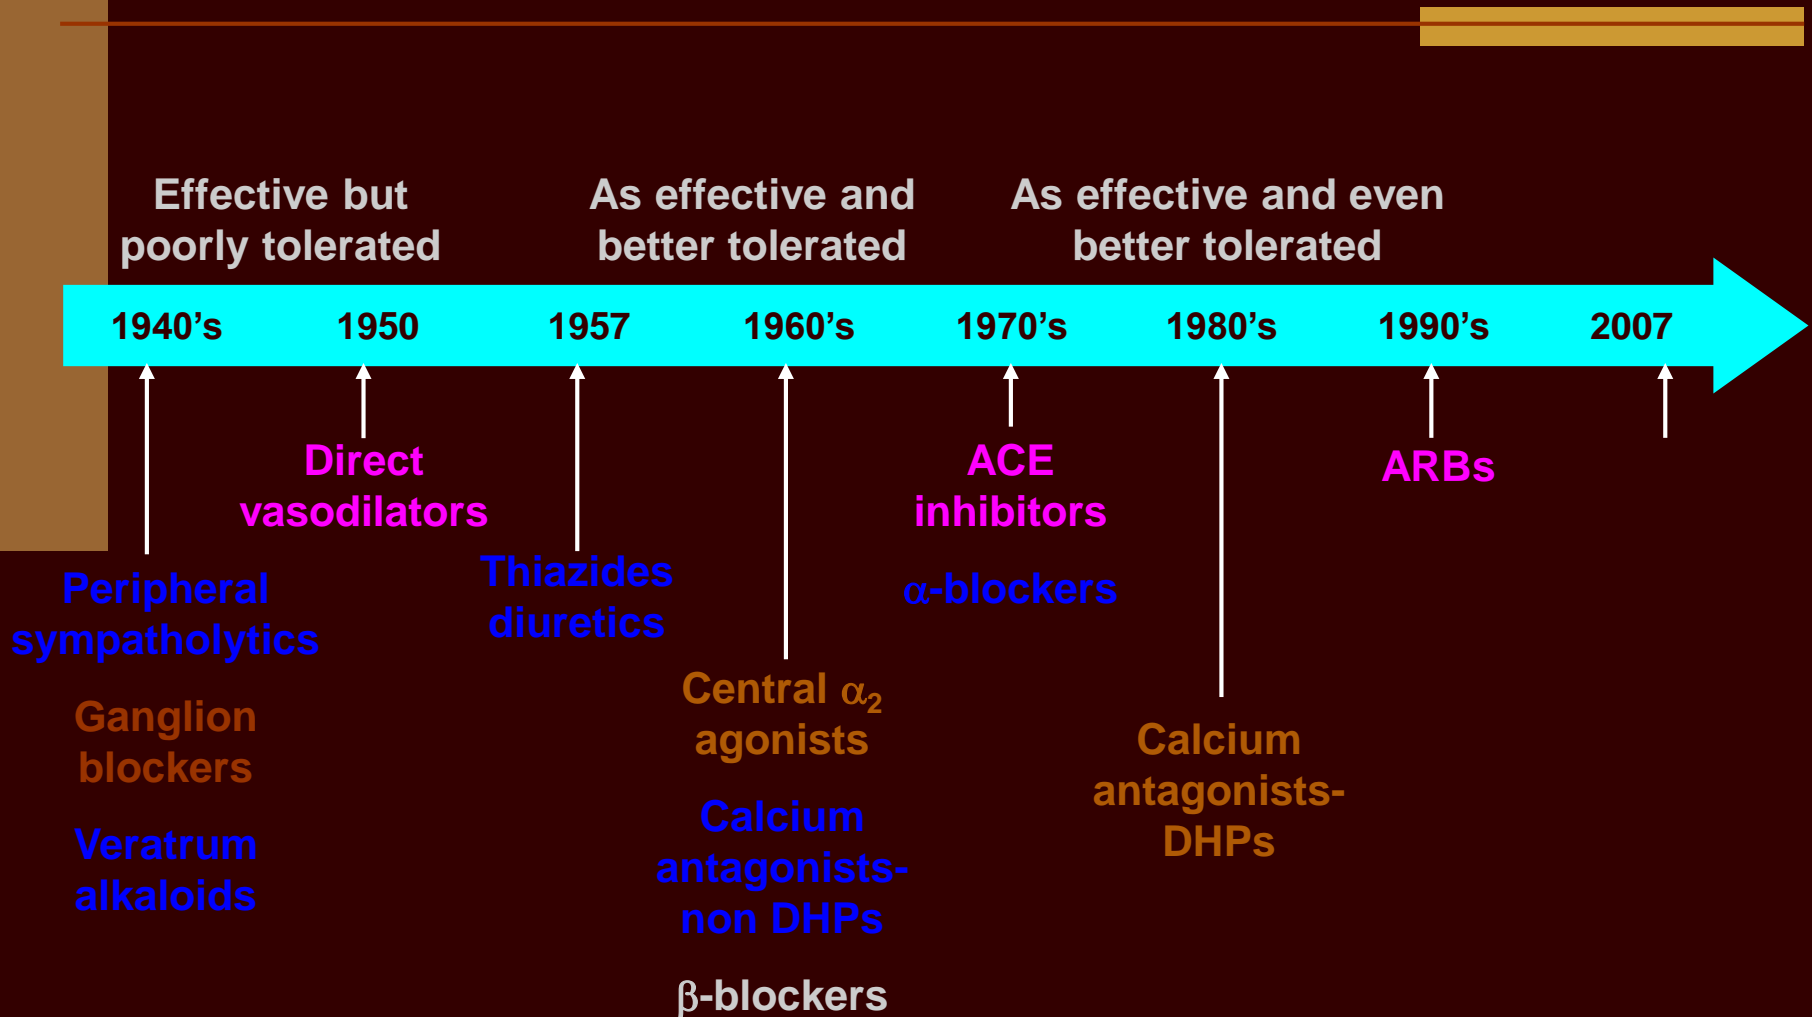 Effective but
poorly tolerated
As effective and
better tolerated
As effective and even
better tolerated
1940’s 1950 1957 1960’s 1970’s 1980’s 1990’s 2007
Direct
vasodilators
ACE
inhibitors
ARBs
Peripheral
sympatholytics
Thiazides
diuretics
α-blockers
Ganglion
blockers
Central α₂
agonists
Calcium
antagonists-
DHPs
Veratrum
alkaloids
Calcium
antagonists-
non DHPs
β-blockers